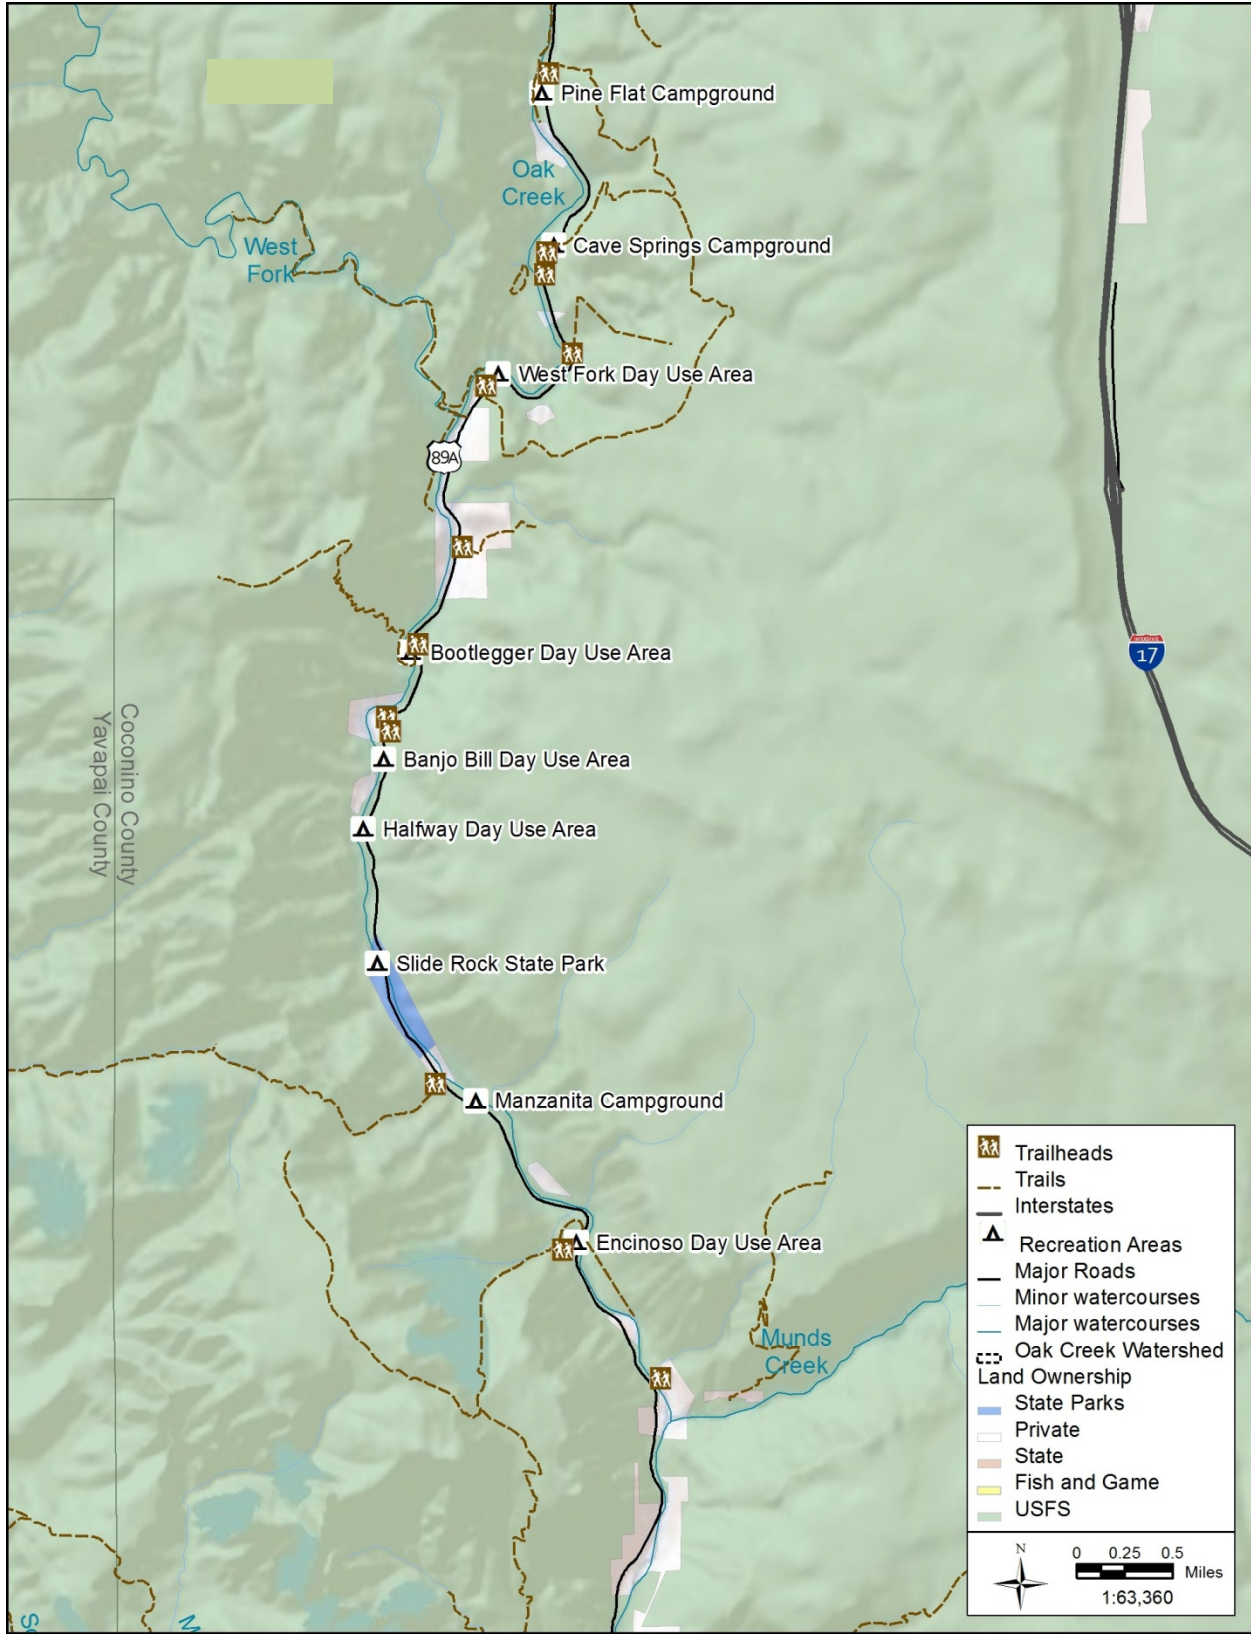 Pine Flat Campground
Oak
Creek
West
Fork
Cave Springs Campground
West Fork Day Use Area
89A
Bootlegger Day Use Area
INTERSTATE
17
Coconino County
Yavapai County
Banjo Bill Day Use Area
Halfway Day Use Area
Slide Rock State Park
Manzanita Campground
Encinoso Day Use Area
Munds
Creek
Trailheads
Trails
Interstates
Recreation Areas
Major Roads
Minor watercourses
Major watercourses
Oak Creek Watershed
Land Ownership
State Parks
Private
State
Fish and Game
USFS
N
0 0.25 0.5
Miles
1:63,360